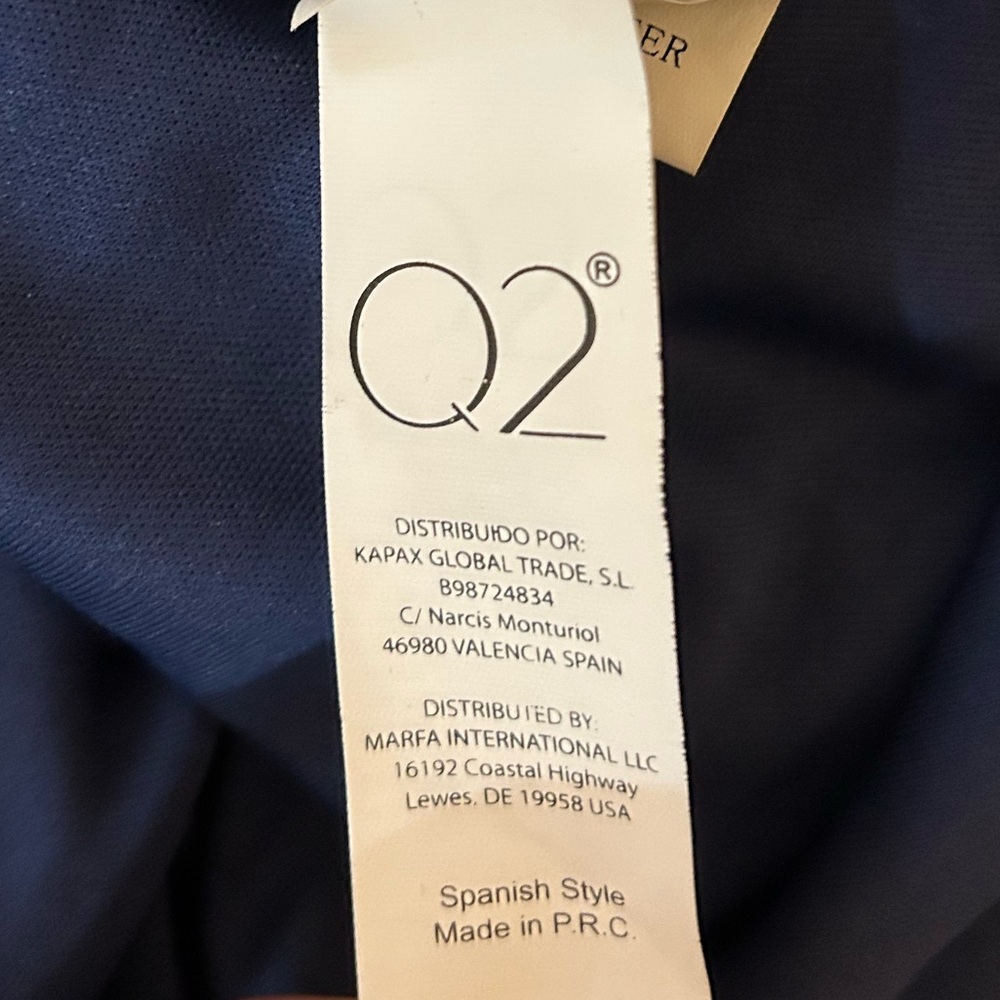 ER
Q2®
DISTRIBUIDO POR:
KAPAX GLOBAL TRADE, S.L.
B98724834
C/ Narcis Monturiol
46980 VALENCIA SPAIN
DISTRIBUTED BY:
MARFA INTERNATIONAL LLC
16192 Coastal Highway
Lewes. DE 19958 USA
Spanish Style
Made in P.R.C.